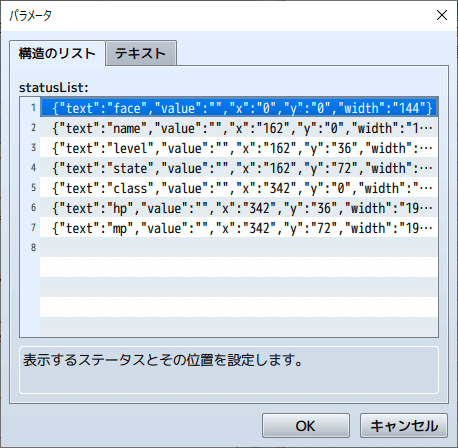 パラメータ
構造のリスト テキスト
statusList:
1 {"text":"face","value":"","x":"0","y":"0","width":"144"}
2 {"text":"name","value":"","x":"162","y":"0","width":"1…
3 {"text":"level","value":"","x":"162","y":"36","width":…
4 {"text":"state","value":"","x":"162","y":"72","width":…
5 {"text":"class","value":"","x":"342","y":"0","width":"…
6 {"text":"hp","value":"","x":"342","y":"36","width":"19…
7 {"text":"mp","value":"","x":"342","y":"72","width":"19…
8
表示するステータスとその位置を設定します。
OK キャンセル